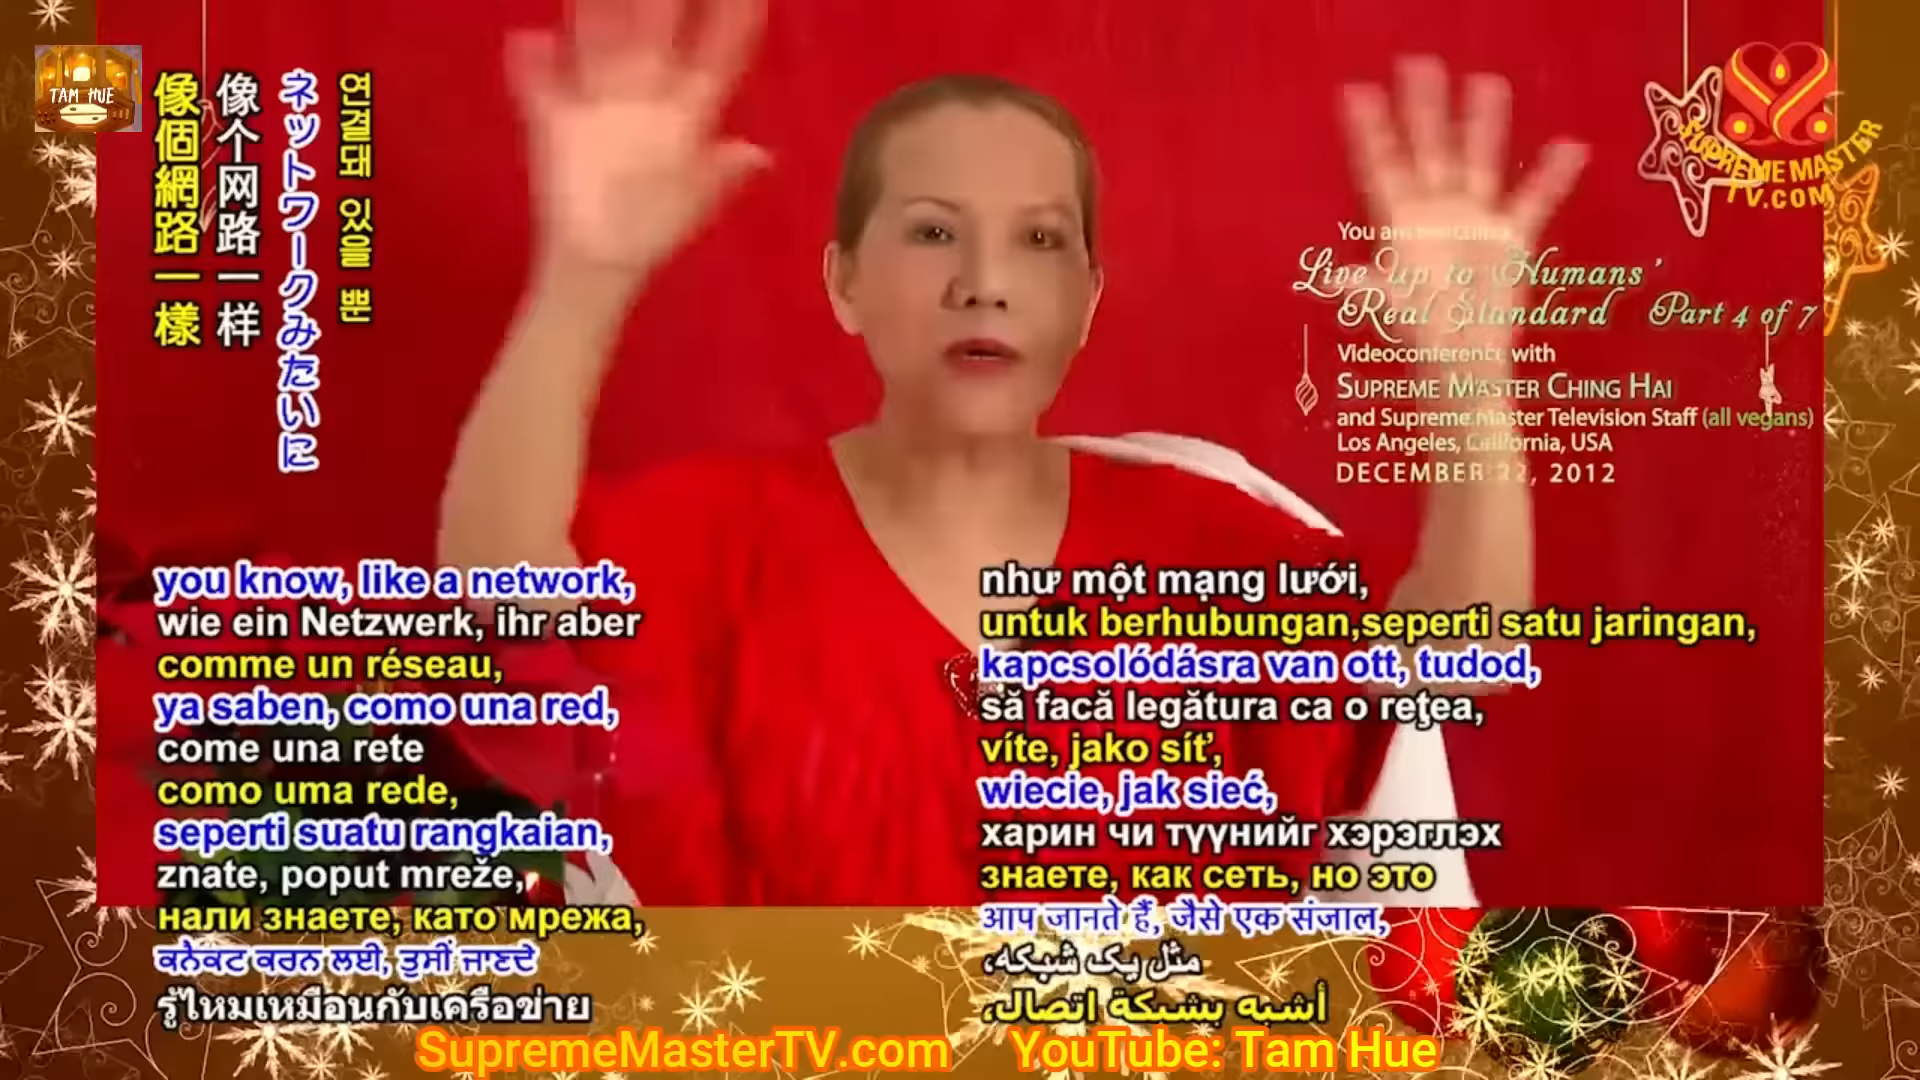 TAM HUE
像個網路一樣
像个网路一样
ネットワークみたいに
연결돼 있을 뿐
SUPREME MASTER
TV.COM
You are watching
Live up to Humans'
Real Standard Part 4 of 7
Videoconference with
SUPREME MASTER CHING HAI
and Supreme Master Television Staff (all vegans)
Los Angeles, California, USA
DECEMBER 22, 2012
you know, like a network,
wie ein Netzwerk, ihr aber
comme un réseau,
ya saben, como una red,
come una rete
como uma rede,
seperti suatu rangkaian,
znate, poput mreže,
нали знаете, като мрежа,
ਕਨੈਕਟ ਕਰਨ ਲਈ, ਤੁਸੀਂ ਜਾਣਦੇ
รู้ไหมเหมือนกับเครือข่าย
như một mạng lưới,
untuk berhubungan,seperti satu jaringan,
kapcsolódásra van ott, tudod,
să facă legătura ca o reţea,
víte, jako síť,
wiecie, jak sieć,
харин чи түүнийг хэрэглэх
знаете, как сеть, но это
आप जानते हैं, जैसे एक संजाल,
مثل یک شبکه،
أشبه بشبكة اتصال،
SupremeMasterTV.com YouTube: Tam Hue